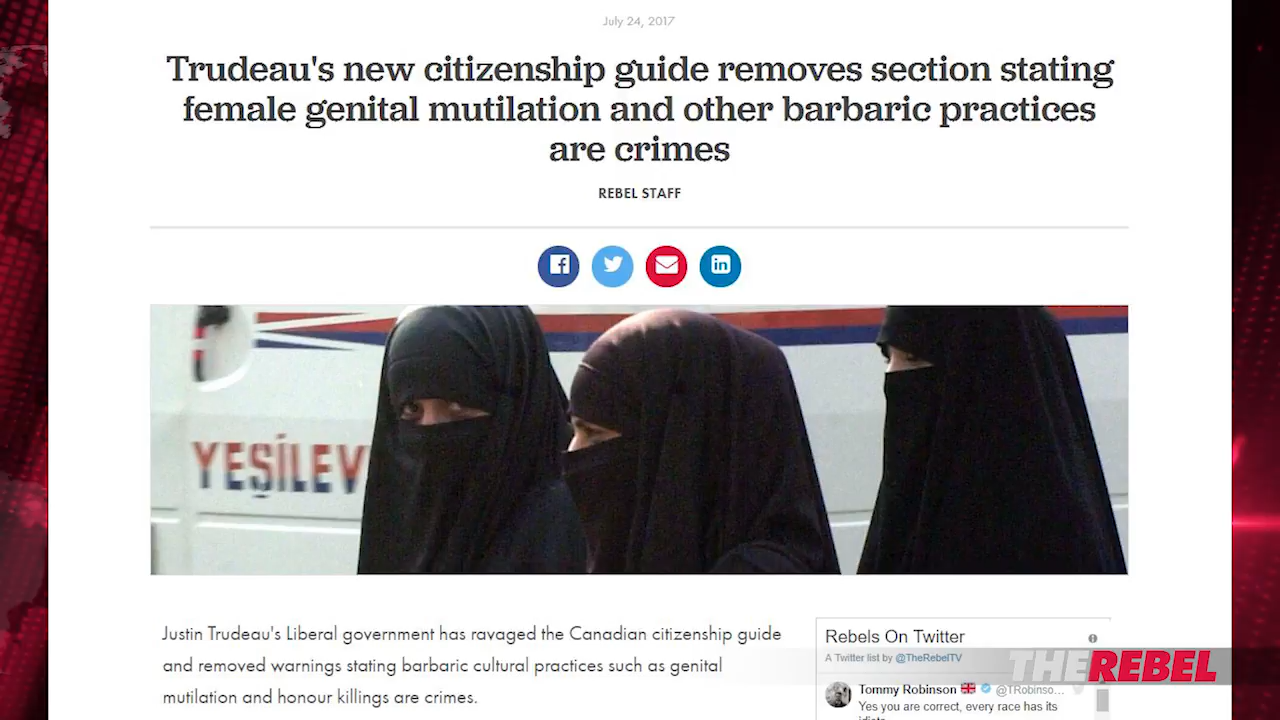 July 24, 2017
Trudeau's new citizenship guide removes section stating
female genital mutilation and other barbaric practices
are crimes
REBEL STAFF
YEŞİLEV
Justin Trudeau's Liberal government has ravaged the Canadian citizenship guide
and removed warnings stating barbaric cultural practices such as genital
mutilation and honour killings are crimes.
Rebels On Twitter
A Twitter list by @TheRebelTV
THE REBEL
Tommy Robinson 🇬🇧 @TRobinso...
Yes you are correct, every race has its